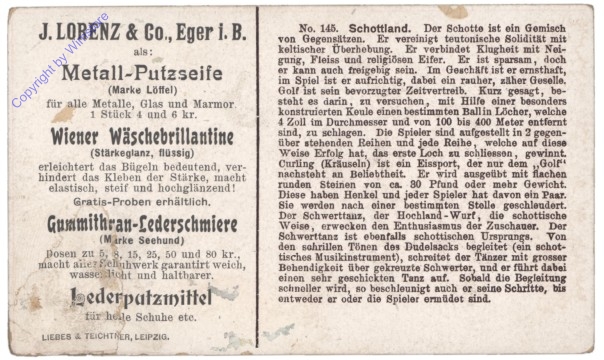 J. LORENZ & Co., Eger i. B.
als:
Metall-Putzseife
(Marke Löffel)
für alle Metalle, Glas und Marmor
1 Stück 4 und 6 kr.
Wiener Wäschebrillantine
(Stärkeglanz, flüssig)
erleichtert das Bügeln bedeutend, ver-
hindert das Kleben der Stärke, macht
elastisch, steif und hochglänzend!
Gratis-Proben erhältlich.
Gummithran-Lederschmiere
(Marke Seehund)
Dosen zu 5, 8, 15, 25, 50 und 80 kr.,
macht alles Schuhwerk garantirt weich,
wasserdicht und haltbarer.
Lederputzmittel
für helle Schuhe etc.
LIEBES & TEICHTNER, LEIPZIG.
No. 145. Schottland. Der Schotte ist ein Gemisch
von Gegensätzen. Er vereinigt teutonische Solidität mit
keltischer Überhebung. Er verbindet Klugheit mit Nei-
gung, Fleiss und religiösen Eifer. Er ist sparsam, doch
er kann auch freigebig sein. Im Geschäft ist er ernsthaft,
im Spiel ist er aufrichtig, dabei ein rauher, zäher Geselle.
Golf ist sein bevorzugter Zeitvertreib. Kurz gesagt, be-
steht es darin, zu versuchen, mit Hilfe einer besonders
konstruierten Keule einen bestimmten Ball in Löcher, welche
4 Zoll im Durchmesser und von 100 bis 400 Meter entfernt
sind, zu schlagen. Die Spieler sind aufgestellt in 2 gegen-
über stehenden Reihen und jede Reihe, welche auf diese
Weise Erfolg hat, das erste Loch zu schliessen, gewinnt.
Curling (Kräuseln) ist ein Eissport, der nur dem „Golf"
nachsteht an Beliebtheit. Er wird ausgeübt mit flachen
runden Steinen von ca. 30 Pfund oder mehr Gewicht.
Diese haben Henkel und jeder Spieler hat davon ein Paar.
Sie werden nach einer bestimmten Stelle geschleudert.
Der Schwerttanz, der Hochland-Wurf, die schottische
Weise, erwecken den Enthusiasmus der Zuschauer. Der
Schwerttanz ist ebenfalls schottischen Ursprungs. Von
den schrillen Tönen des Dudelsacks begleitet (ein schot-
tisches Musikinstrument), schreitet der Tänzer mit grosser
Behendigkeit über gekreuzte Schwerter, und er führt dabei
einen sehr geschickten Tanz auf. Sobald die Begleitung
schneller wird, so beschleunigt auch er seine Schritte, bis
entweder er oder die Spieler ermüdet sind.